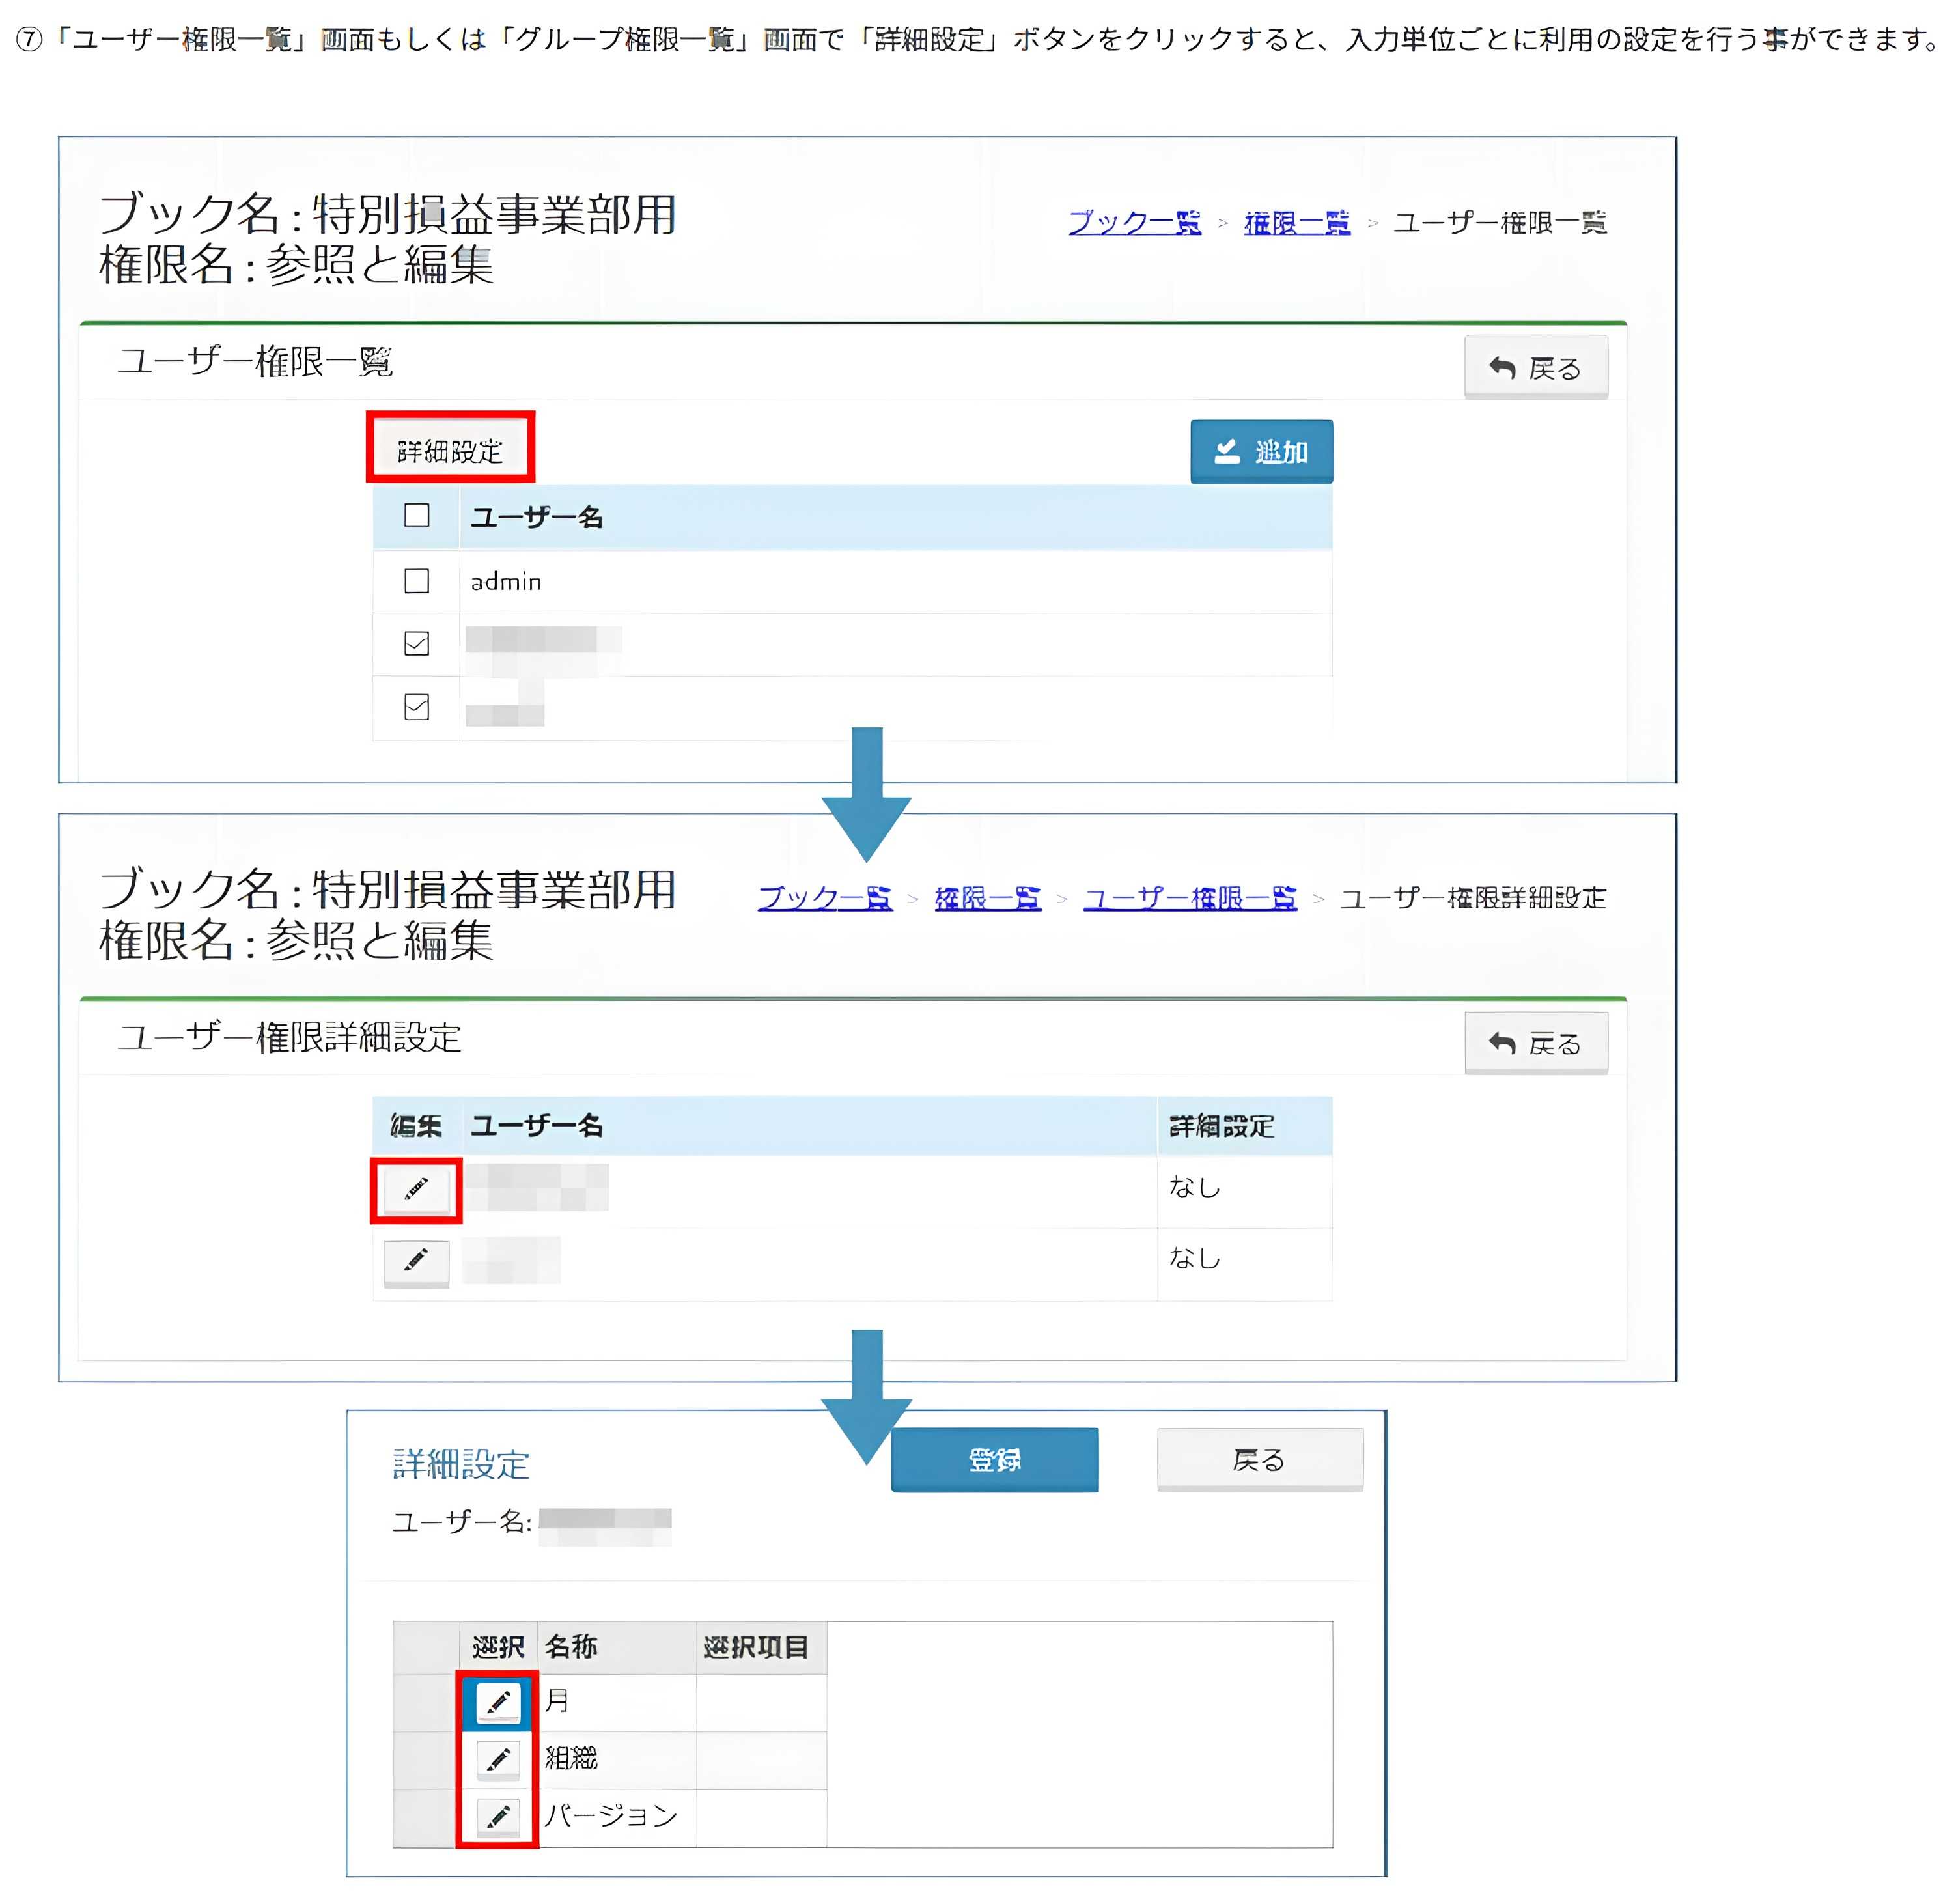 ⑦「ユーザー権限一覧」画面もしくは「グループ権限一覧」画面で「詳細設定」ボタンをクリックすると、入力単位ごとに利用の設定を行う事ができます。
ブック名:特別損益事業部用
権限名:参照と編集
ブック一覧 > 権限一覧 > ユーザー権限一覧
ユーザー権限一覧
戻る
詳細設定
追加
ユーザー名
admin
ブック名:特別損益事業部用
権限名:参照と編集
ブック一覧 > 権限一覧 > ユーザー権限一覧 > ユーザー権限詳細設定
ユーザー権限詳細設定
戻る
編集 ユーザー名 詳細設定
なし
なし
詳細設定
登録
戻る
ユーザー名:
選択 名称 選択項目
月
組織
バージョン